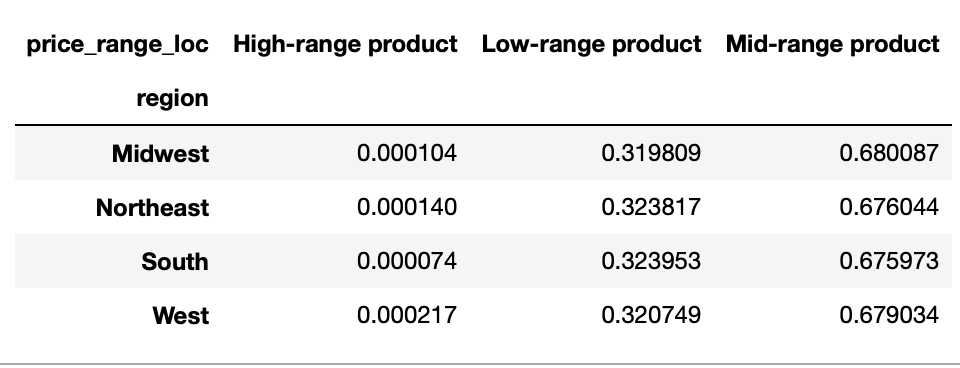 price_range_loc High-range product Low-range product Mid-range product
region
Midwest 0.000104 0.319809 0.680087
Northeast 0.000140 0.323817 0.676044
South 0.000074 0.323953 0.675973
West 0.000217 0.320749 0.679034